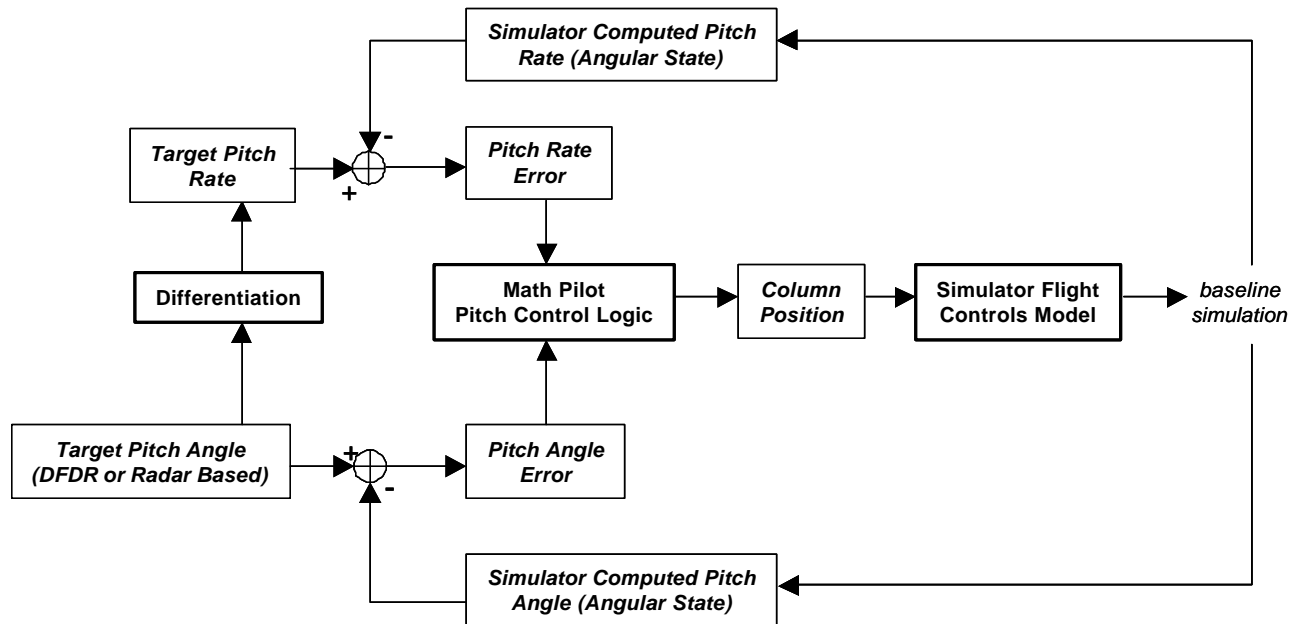 Simulator Computed Pitch
Rate (Angular State)
-
Target Pitch
Rate
+
Pitch Rate
Error
Differentiation
Math Pilot
Pitch Control Logic
Column
Position
Simulator Flight
Controls Model
baseline
simulation
Target Pitch Angle
(DFDR or Radar Based)
+
-
Pitch Angle
Error
Simulator Computed Pitch
Angle (Angular State)